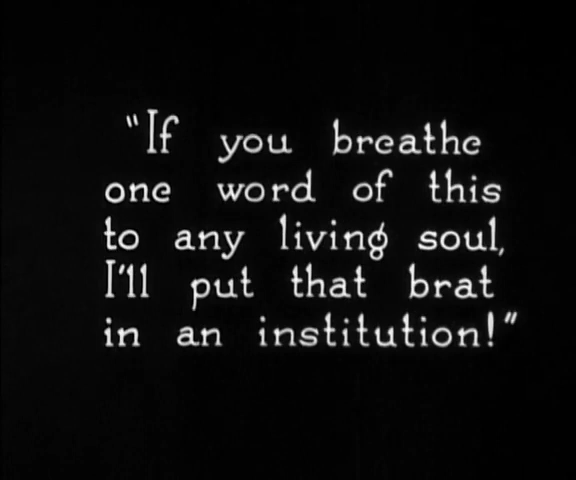 "If you breathe
one word of this
to any living soul,
I'll put that brat
in an institution!"